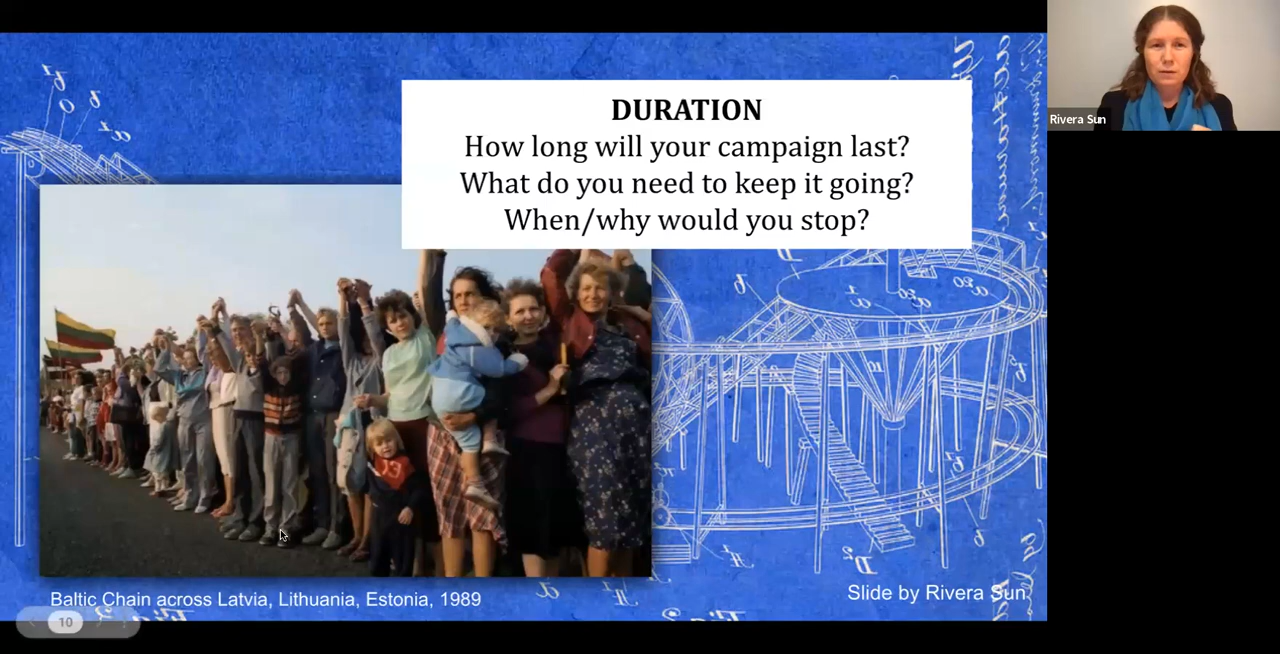 DURATION
How long will your campaign last?
What do you need to keep it going?
When/why would you stop?
Rivera Sun
Baltic Chain across Latvia, Lithuania, Estonia, 1989
Slide by Rivera Sun
10